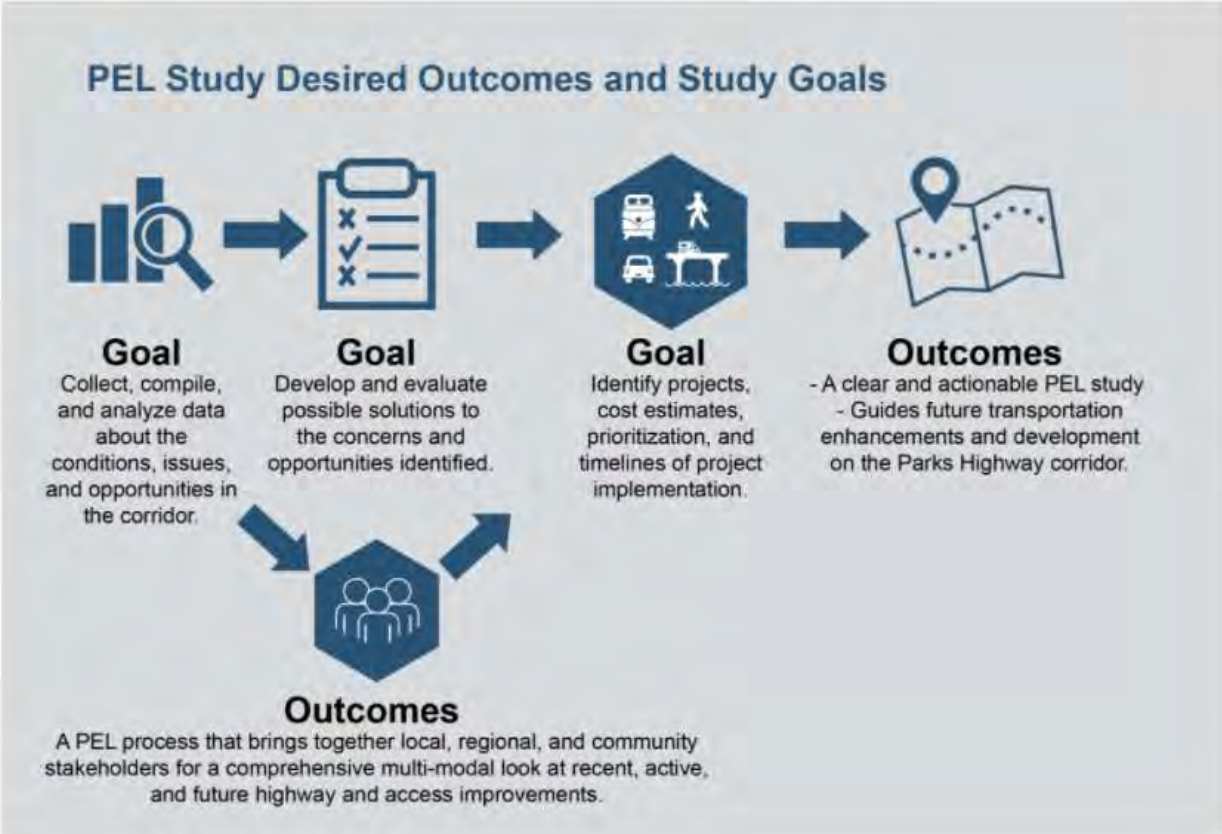 PEL Study Desired Outcomes and Study Goals
Goal
Collect, compile,
and analyze data
about the
conditions, issues,
and opportunities in
the corridor.
Goal
Develop and evaluate
possible solutions to
the concerns and
opportunities identified.
Goal
Identify projects,
cost estimates,
prioritization, and
timelines of project
implementation.
Outcomes
- A clear and actionable PEL study
- Guides future transportation
enhancements and development
on the Parks Highway corridor.
Outcomes
A PEL process that brings together local, regional, and community
stakeholders for a comprehensive multi-modal look at recent, active,
and future highway and access improvements.